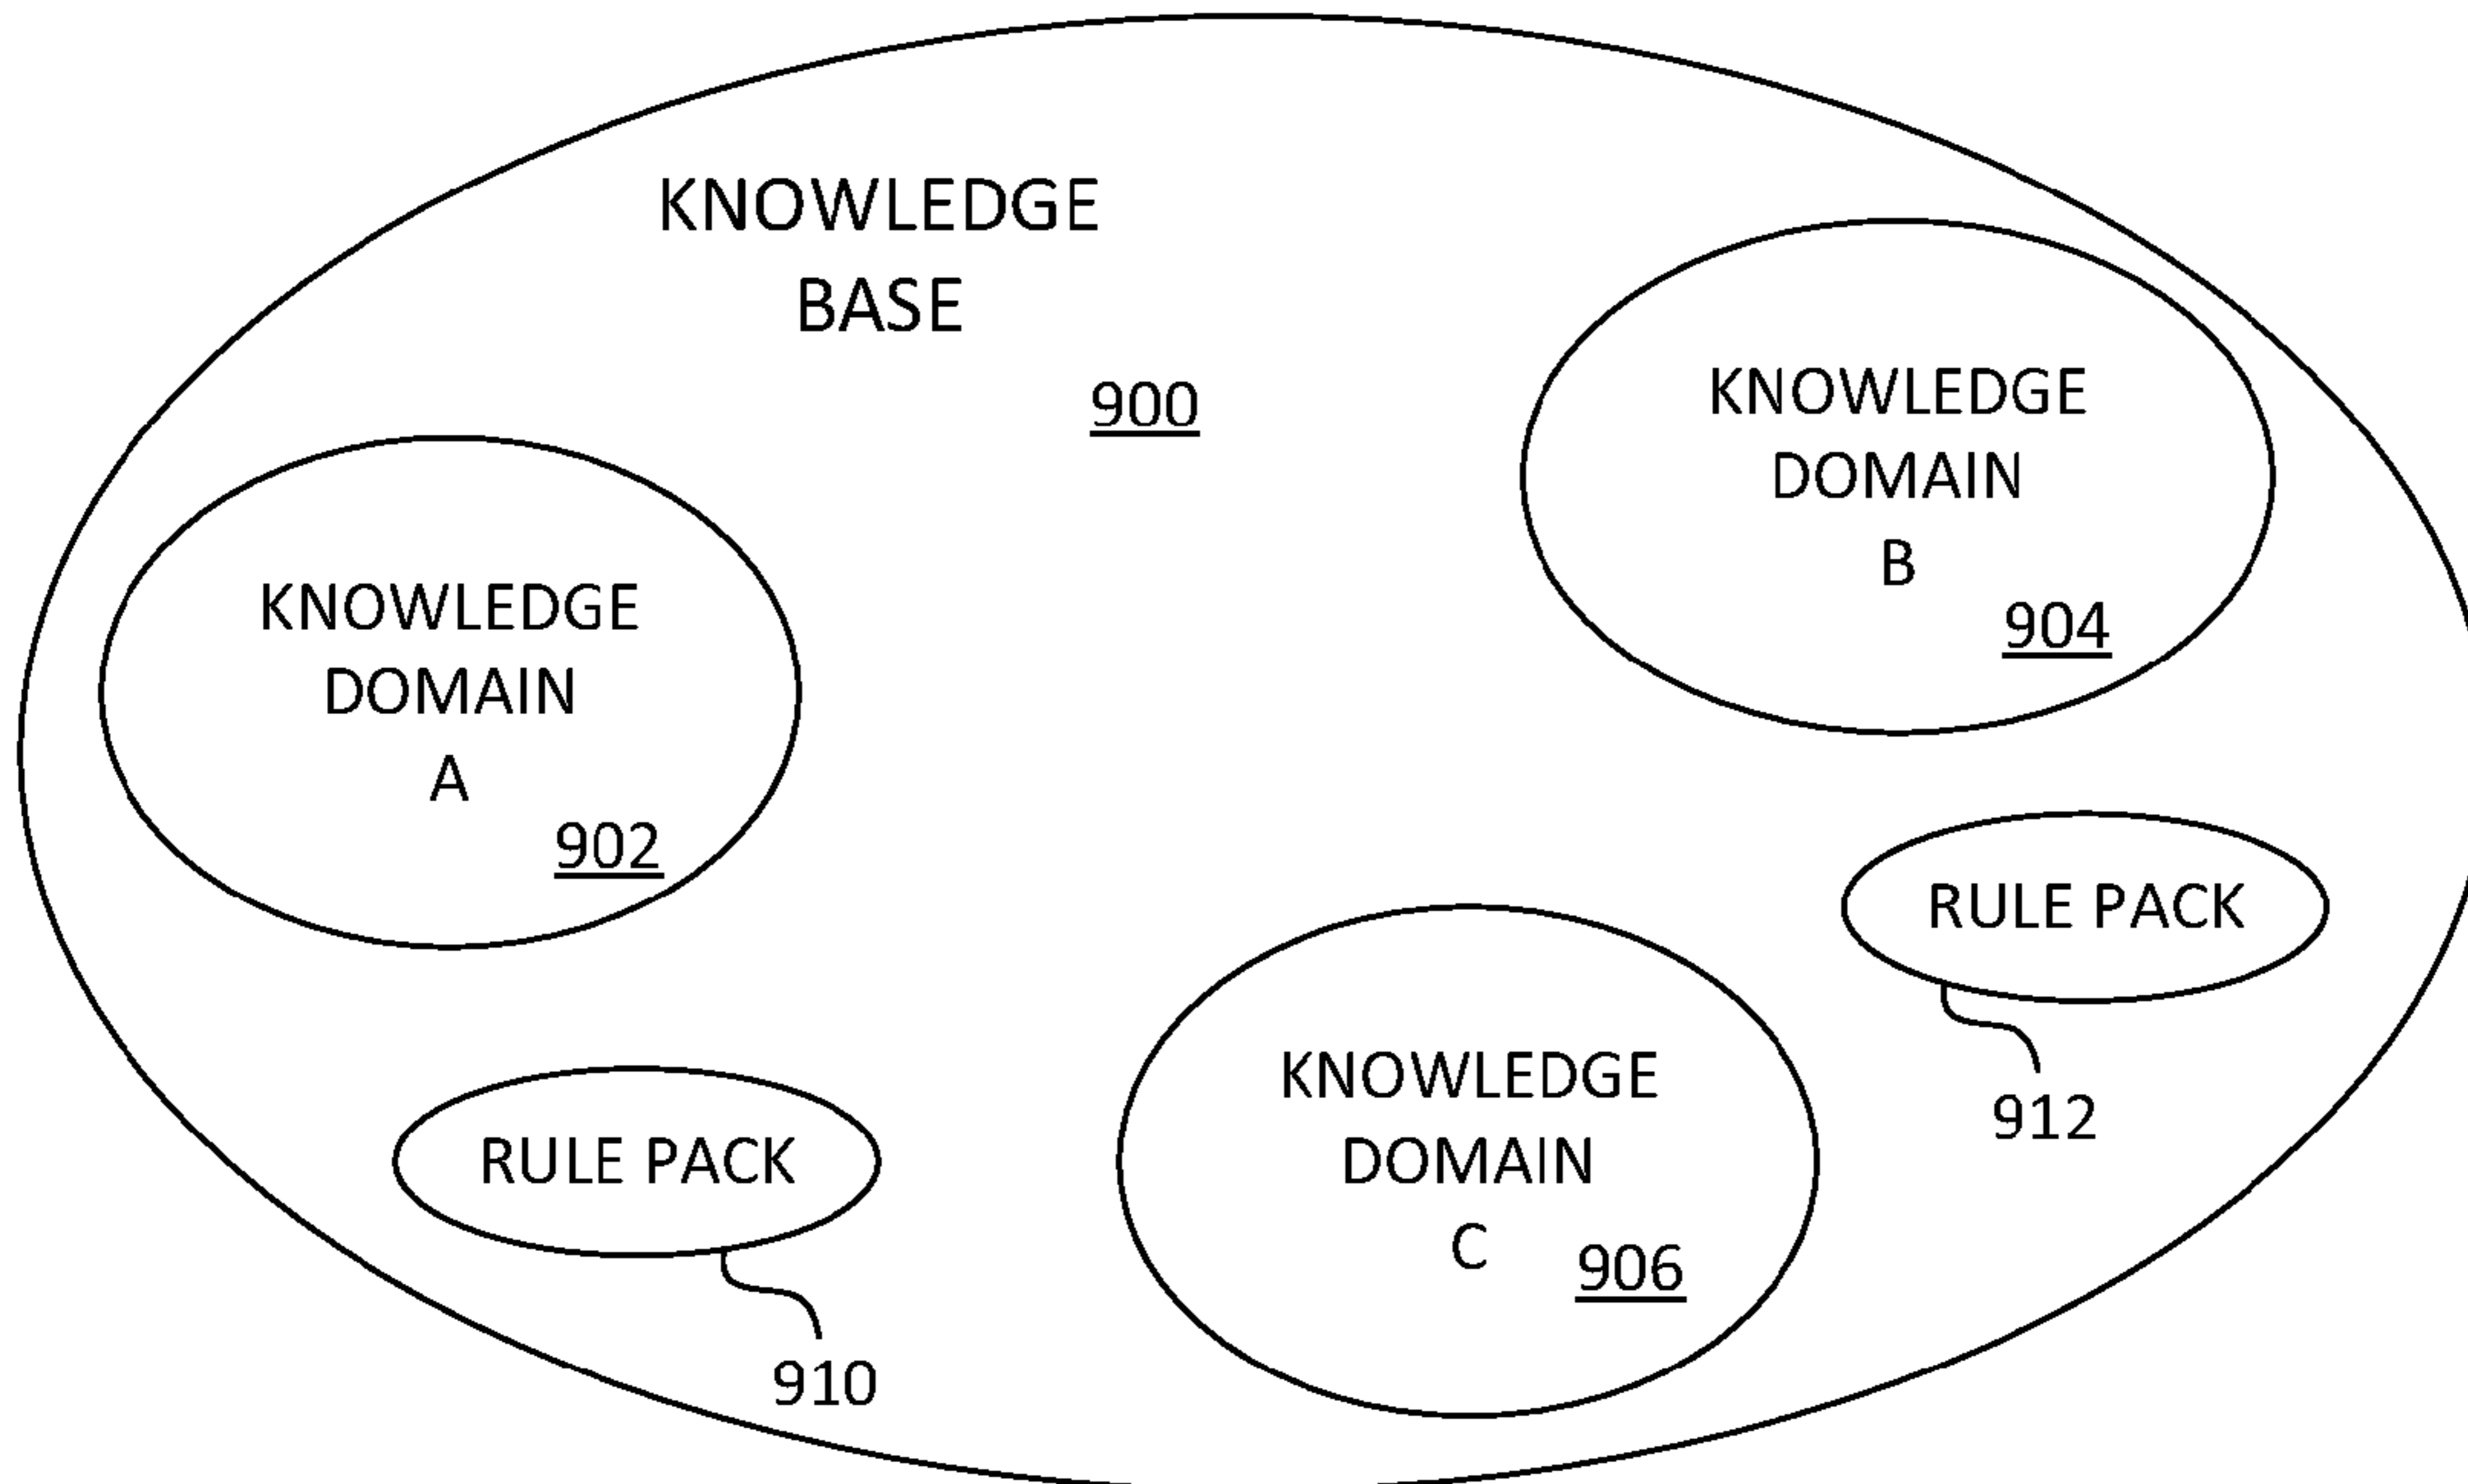 KNOWLEDGE
BASE
900
KNOWLEDGE
DOMAIN
B
904
KNOWLEDGE
DOMAIN
A
902
RULE PACK
912
KNOWLEDGE
DOMAIN
C
906
RULE PACK
910